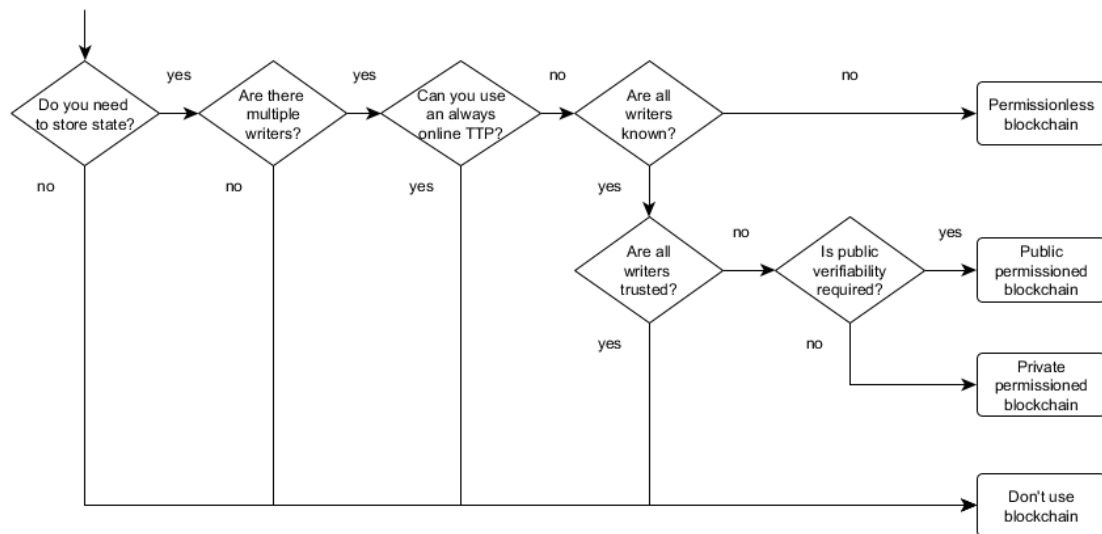 yes
yes
no
no
Do you need
to store state?
Are there
multiple
writers?
Can you use
an always
online TTP?
Are all
writers
known?
Permissionless
blockchain
no
no
yes
yes
Are all
writers
trusted?
no
Is public
verifiability
required?
yes
Public
permissioned
blockchain
yes
no
Private
permissioned
blockchain
Don't use
blockchain